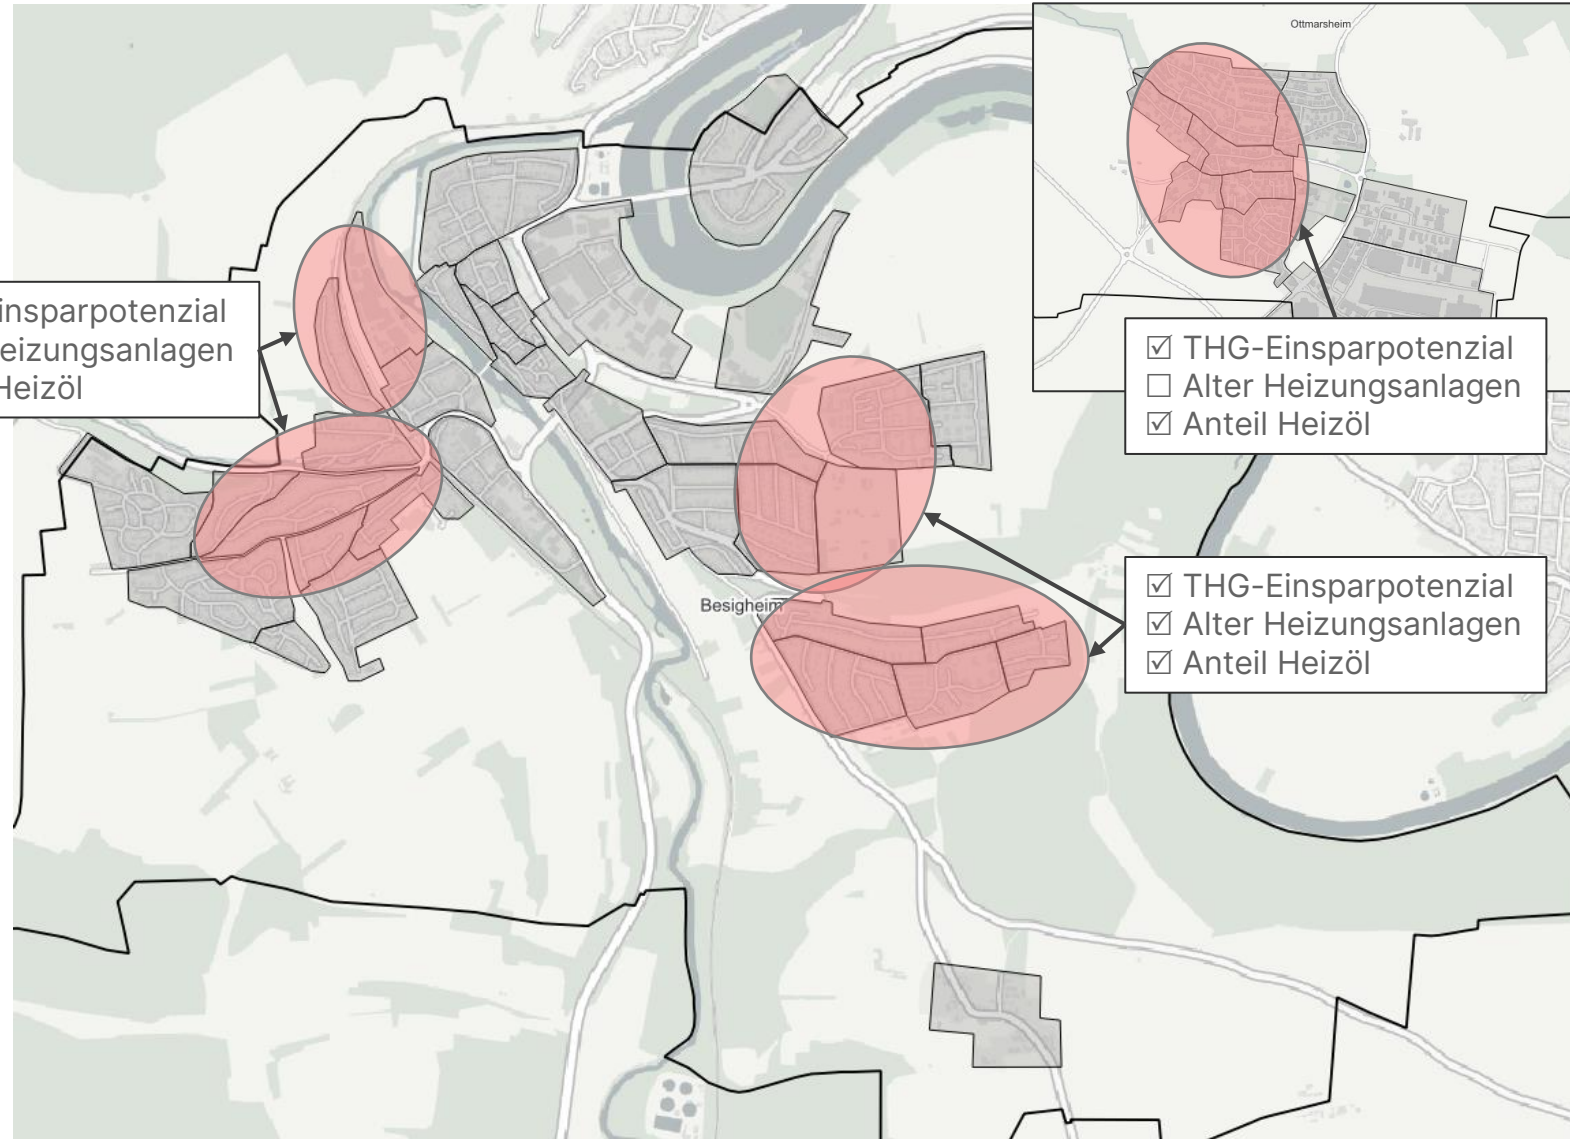 Ottmarsheim
insparpotenzial
eizungsanlagen
Heizöl
☑ THG-Einsparpotenzial
☐ Alter Heizungsanlagen
☑ Anteil Heizöl
Besigheim
☑ THG-Einsparpotenzial
☑ Alter Heizungsanlagen
☑ Anteil Heizöl